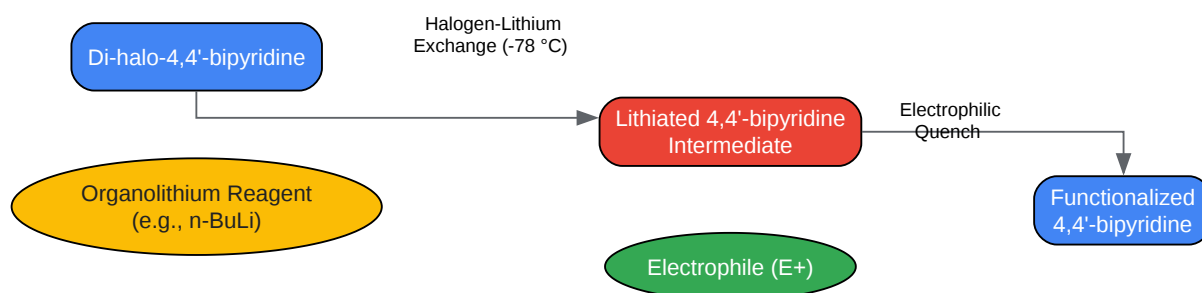 Di-halo-4,4'-bipyridine
Halogen-Lithium
Exchange (-78 °C)
Lithiated 4,4'-bipyridine
Intermediate
Electrophilic
Quench
Organolithium Reagent
(e.g., n-BuLi)
Functionalized
4,4'-bipyridine
Electrophile (E+)